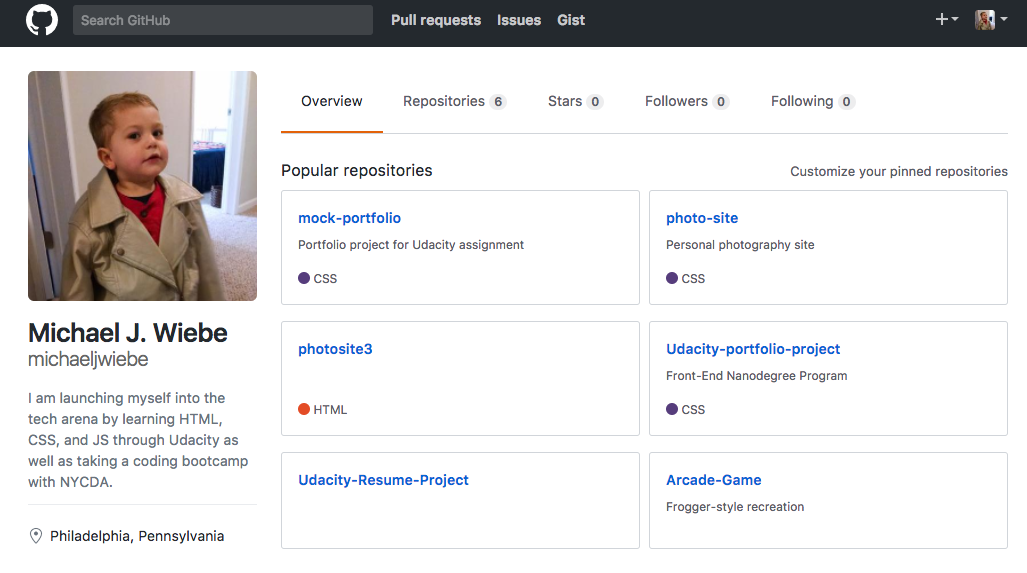 Search GitHub Pull requests Issues Gist
Overview Repositories 6 Stars 0 Followers 0 Following 0
Popular repositories Customize your pinned repositories
mock-portfolio
Portfolio project for Udacity assignment
CSS
photo-site
Personal photography site
CSS
photosite3
HTML
Udacity-portfolio-project
Front-End Nanodegree Program
CSS
Udacity-Resume-Project
Arcade-Game
Frogger-style recreation
Michael J. Wiebe
michaeljwiebe
I am launching myself into the
tech arena by learning HTML,
CSS, and JS through Udacity as
well as taking a coding bootcamp
with NYCDA.
Philadelphia, Pennsylvania